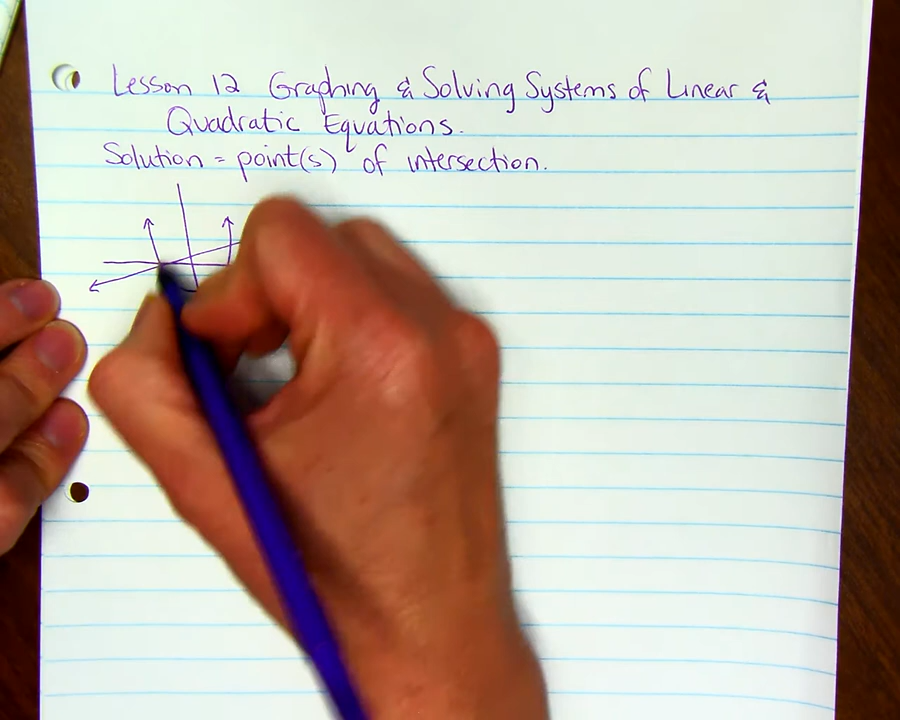 Lesson 12 Graphing & Solving Systems of Linear &
Quadratic Equations.
Solution = point(s) of intersection.